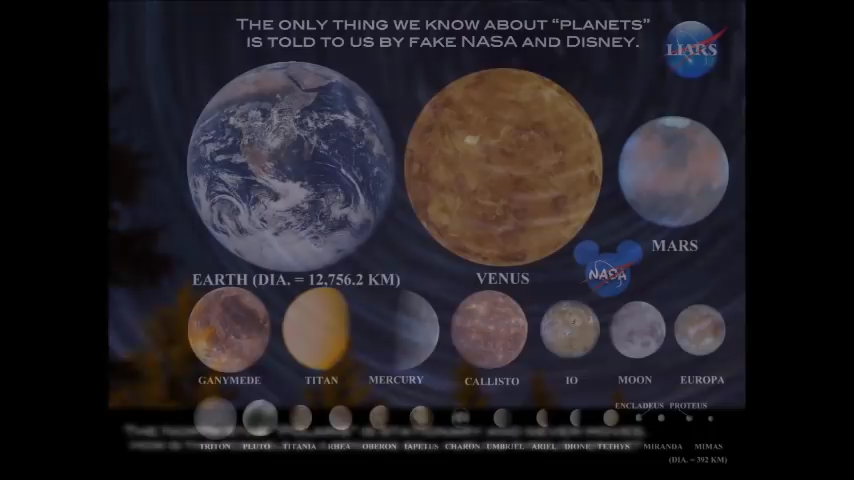 THE ONLY THING WE KNOW ABOUT “PLANETS”
IS TOLD TO US BY FAKE NASA AND DISNEY.
LIARS
MARS
EARTH (DIA. = 12,756.2 KM)
VENUS
NASA
GANYMEDE
TITAN
MERCURY
CALLISTO
IO
MOON
EUROPA
ENCLADEUS
PROTEUS
TRITON
PLUTO
TITANIA
RHEA
OBERON
IAPETUS
CHARON
UMBRIEL
ARIEL
DIONE
TETHYS
MIRANDA
MIMAS
(DIA. = 392 KM)